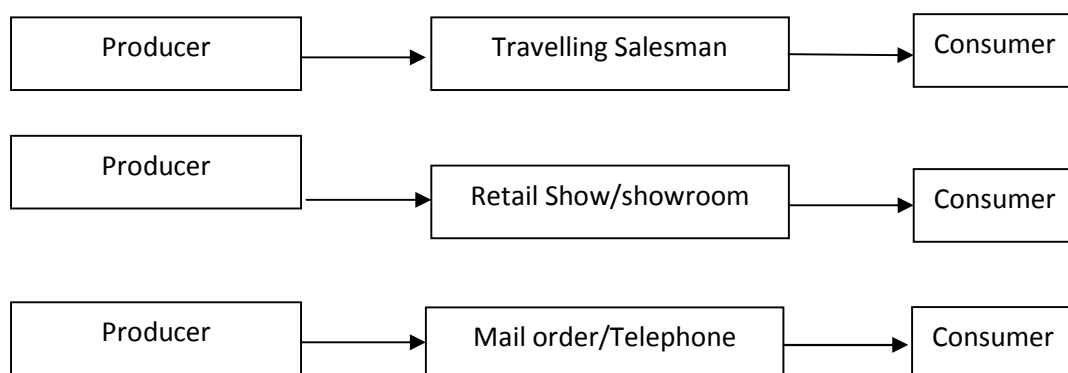 Producer
Travelling Salesman
Consumer
Producer
Retail Show/showroom
Consumer
Producer
Mail order/Telephone
Consumer